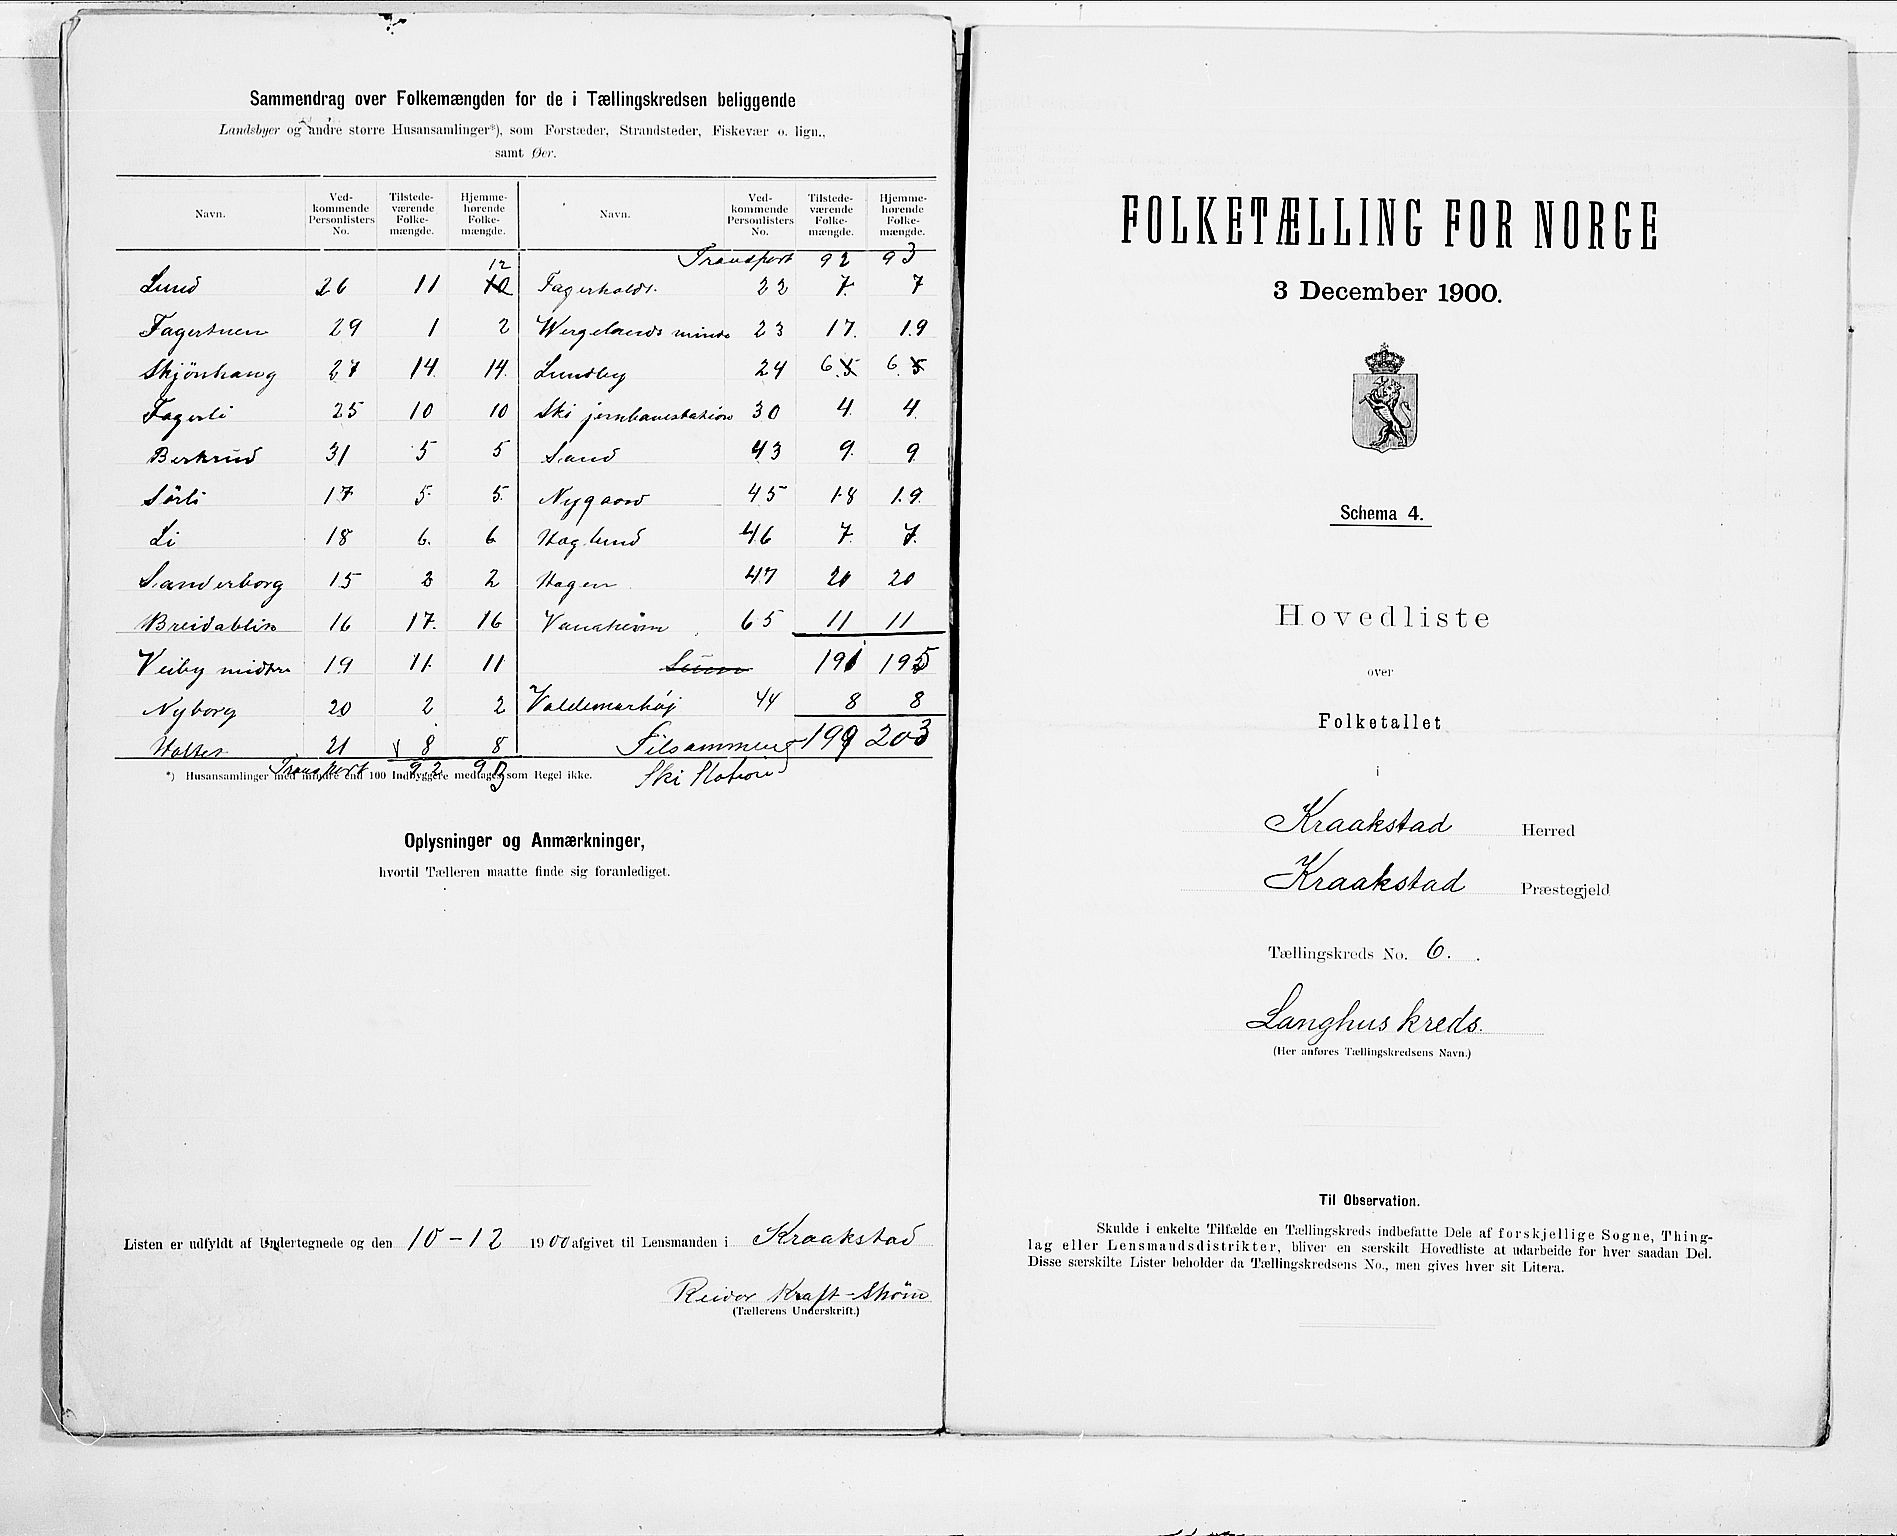 Sammendrag over Folkemængden for de i Tællingskredsen beliggende
Landsbyer og andre større Husansamlinger*), som Forstæder, Strandsteder, Fiskevær o. lign.,
samt Øer.
Navn. Ved-kommende Personlisters No. Tilstede-værende Folke-mængde. Hjemme-hørende Folke-mængde. Navn. Ved-kommende Personlisters No. Tilstede-værende Folke-mængde. Hjemme-hørende Folke-mængde.
Transport 92 93
Lund 26 11 12 10 Fagerholdt. 22 7. 7
Fagertuen 29 1 2 Wergelands minde 23 17. 19
Skjönhaug 27 14. 14. Lundby 24 6 5 6. 5
Fagerli 25 10 10 Ski jernbanestation 30 4. 4.
Berkrud 31 5 5 Sand 43 9. 9
Sörli 17 5. 5. Nygaard 45 18 19.
Li 18 6. 6 Haglund 46 7. 7.
Sanderborg 15 2 2 Hagen 47 20 20
Breidablik 16 17. 16 Vanaheim 65 11 11
Veiby midtre 19 11. 11 191 195
Nyborg 20 2 2 Valdemarhøj 44 8 8
Holter 21 8 8 Tilsammen 199 203
Transport 92 93 Ski Station
*) Husansamlinger med mindre end 100 Indbyggere medtages som Regel ikke.
Oplysninger og Anmærkninger,
hvortil Tælleren maatte finde sig foranlediget.
Listen er udfyldt af Undertegnede og den 10-12 1900 afgivet til Lensmanden i Kraakstad
Reidar Kraft-Strøm
(Tællerens Underskrift.)
FOLKETÆLLING FOR NORGE
3 December 1900.
Schema 4.
Hovedliste
over
Folketallet
i
Kraakstad Herred
Kraakstad Præstegjeld
Tællingskreds No. 6.
Langhus kreds.
(Her anføres Tællingskredsens Navn.)
Til Observation.
Skulde i enkelte Tilfælde en Tællingskreds indbefatte Dele af forskjellige Sogne, Thing-
lag eller Lensmandsdistrikter, bliver en særskilt Hovedliste at udarbeide for hver saadan Del.
Disse særskilte Lister beholder da Tællingskredsens No., men gives hver sit Litera.